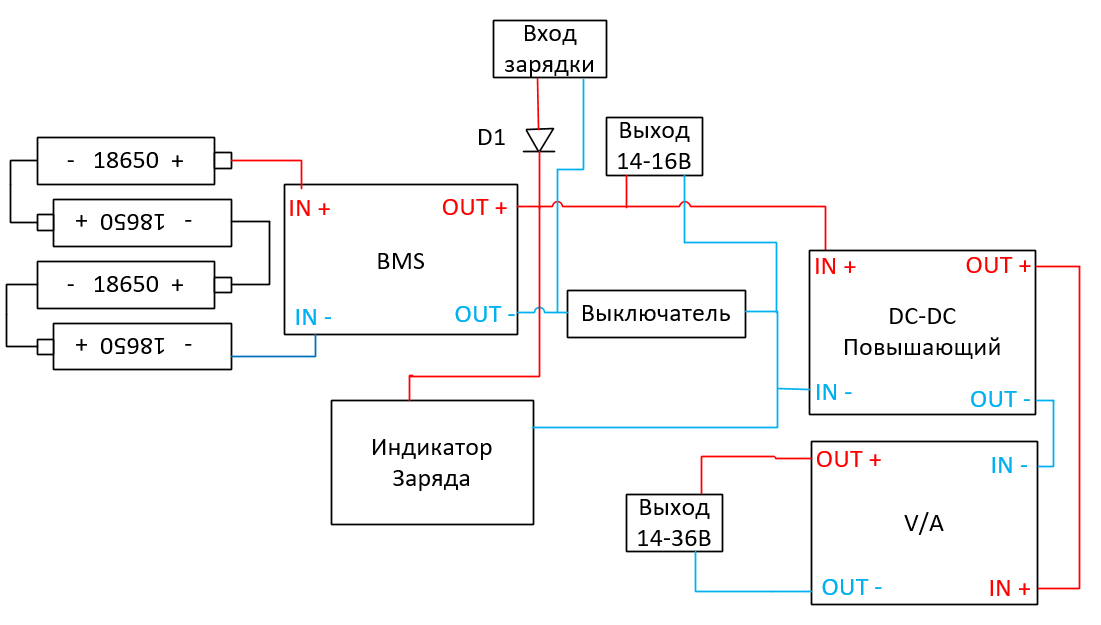 Вход
зарядки
D1
Выход
14-16В
- 18650 +
- 18650 +
- 18650 +
- 18650 +
IN +
OUT +
BMS
IN -
OUT -
Выключатель
IN +
OUT +
DC-DC
Повышающий
IN -
OUT -
Индикатор
Заряда
OUT +
IN -
V/A
OUT -
IN +
Выход
14-36В